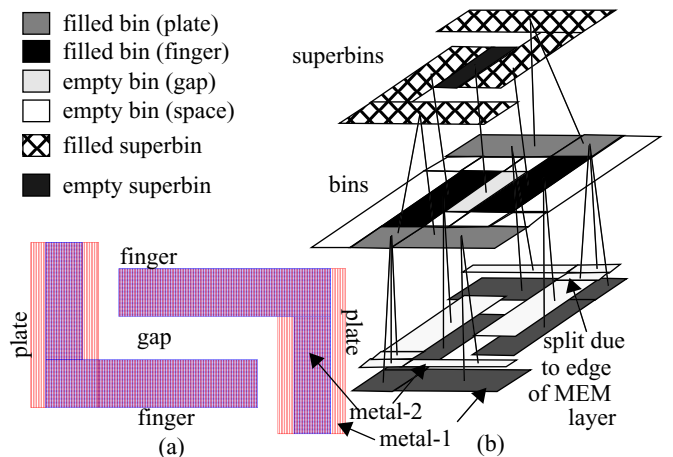 filled bin (plate)
filled bin (finger)
empty bin (gap)
empty bin (space)
filled superbin
empty superbin
superbins
bins
finger
plate
gap
plate
finger
metal-2
metal-1
split due
to edge
of MEM
layer
(a)
(b)